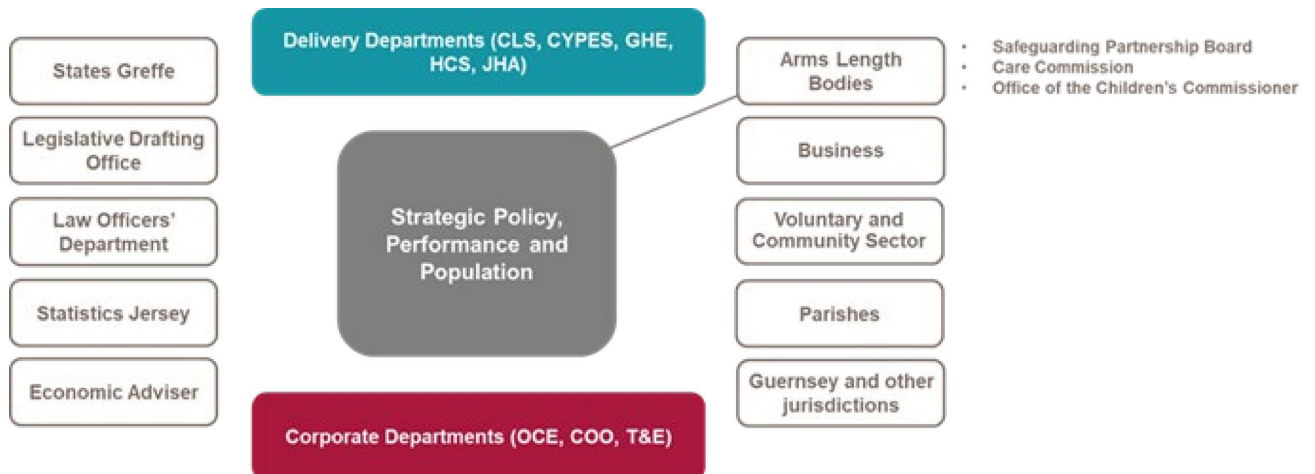 Delivery Departments (CLS, CYPES, GHE,
HCS, JHA)
States Greffe
Legislative Drafting
Office
Law Officers'
Department
Statistics Jersey
Economic Adviser
Strategic Policy,
Performance and
Population
Corporate Departments (OCE, COO, T&E)
Arms Length
Bodies
• Safeguarding Partnership Board
• Care Commission
• Office of the Children's Commissioner
Business
Voluntary and
Community Sector
Parishes
Guernsey and other
jurisdictions